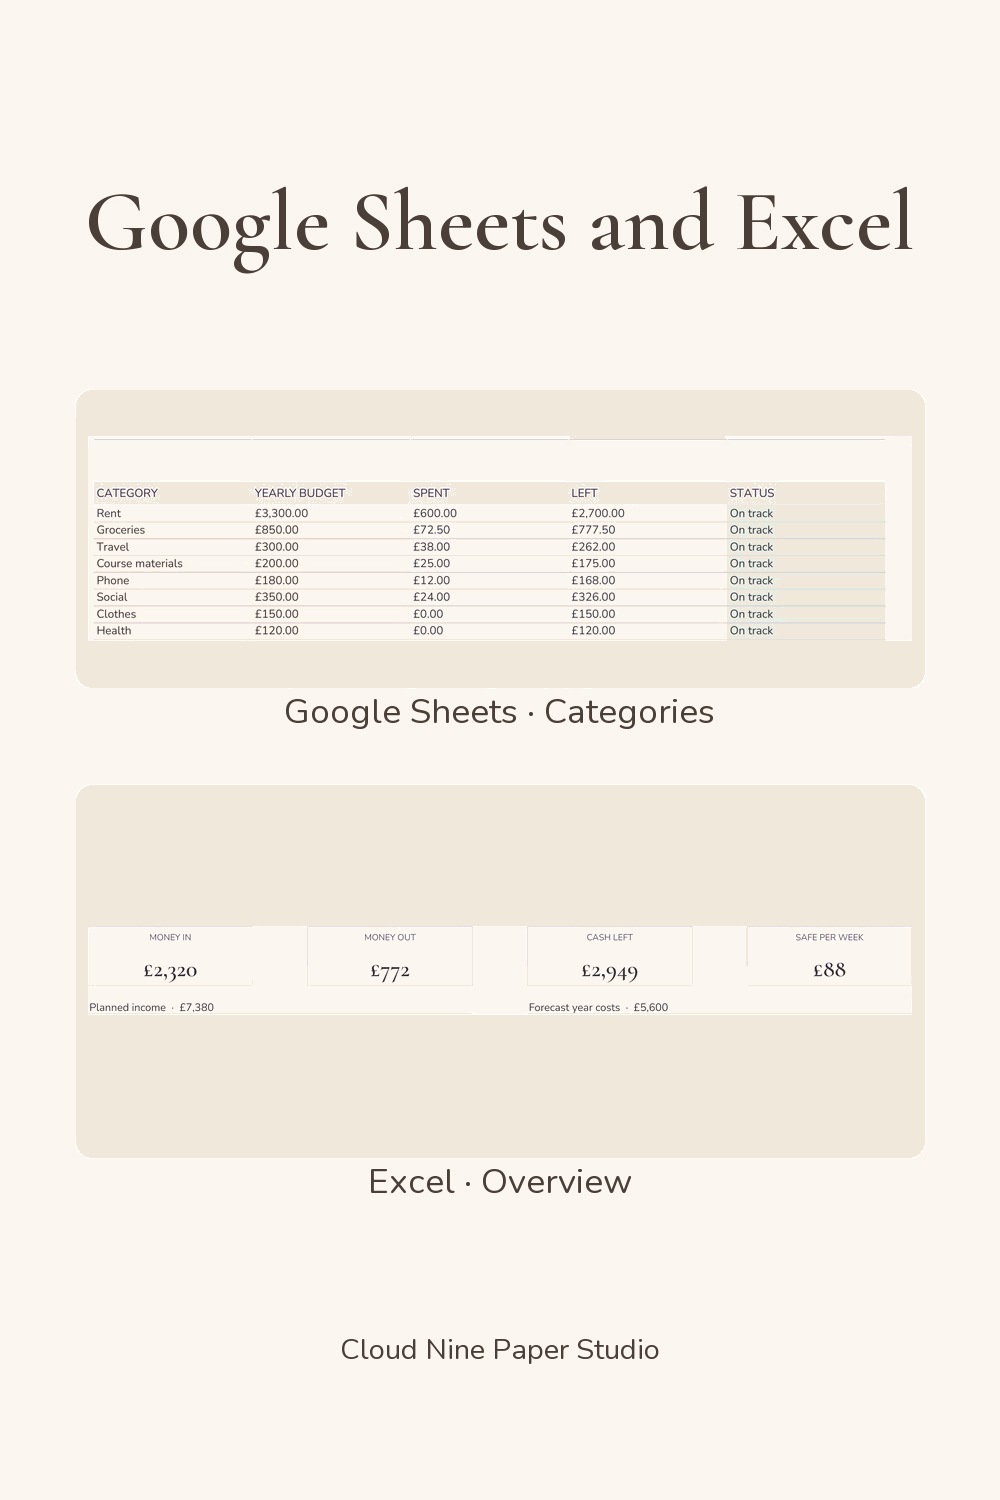 Google Sheets and Excel
CATEGORY YEARLY BUDGET SPENT LEFT STATUS
Rent £3,300.00 £600.00 £2,700.00 On track
Groceries £850.00 £72.50 £777.50 On track
Travel £300.00 £38.00 £262.00 On track
Course materials £200.00 £25.00 £175.00 On track
Phone £180.00 £12.00 £168.00 On track
Social £350.00 £24.00 £326.00 On track
Clothes £150.00 £0.00 £150.00 On track
Health £120.00 £0.00 £120.00 On track
Google Sheets · Categories
MONEY IN MONEY OUT CASH LEFT SAFE PER WEEK
£2,320 £772 £2,949 £88
Planned income · £7,380 Forecast year costs · £5,600
Excel · Overview
Cloud Nine Paper Studio